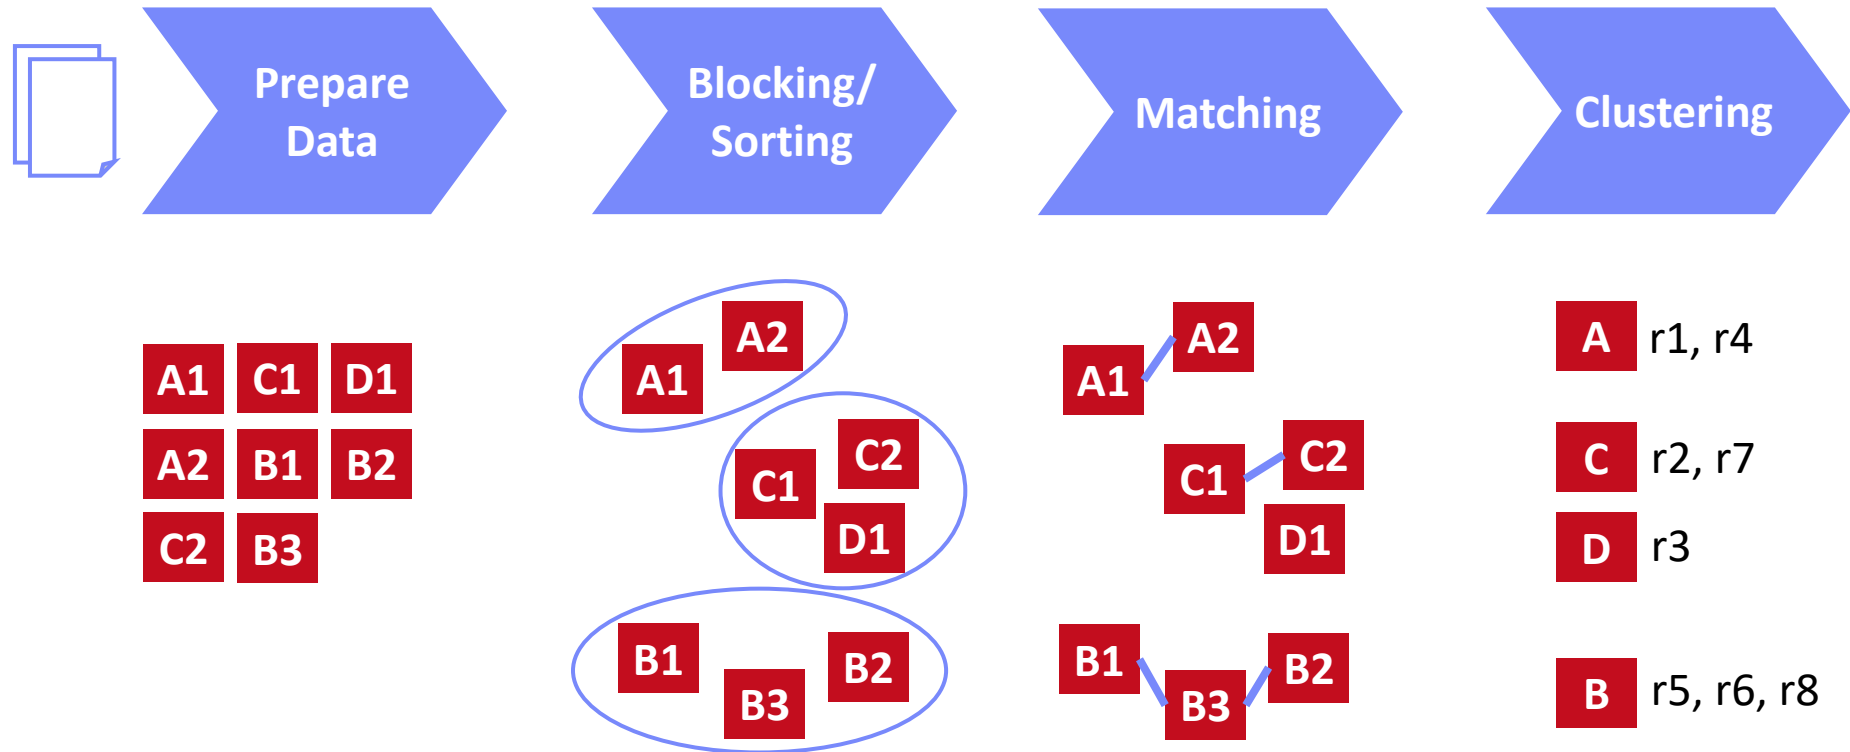 Prepare
Data
Blocking/
Sorting
Matching
Clustering
A1 C1 D1
A2 B1 B2
C2 B3
A2
A1
C2
C1
D1
B1
B2
B3
A2
A1
C2
C1
D1
B1
B2
B3
A r1, r4
C r2, r7
D r3
B r5, r6, r8